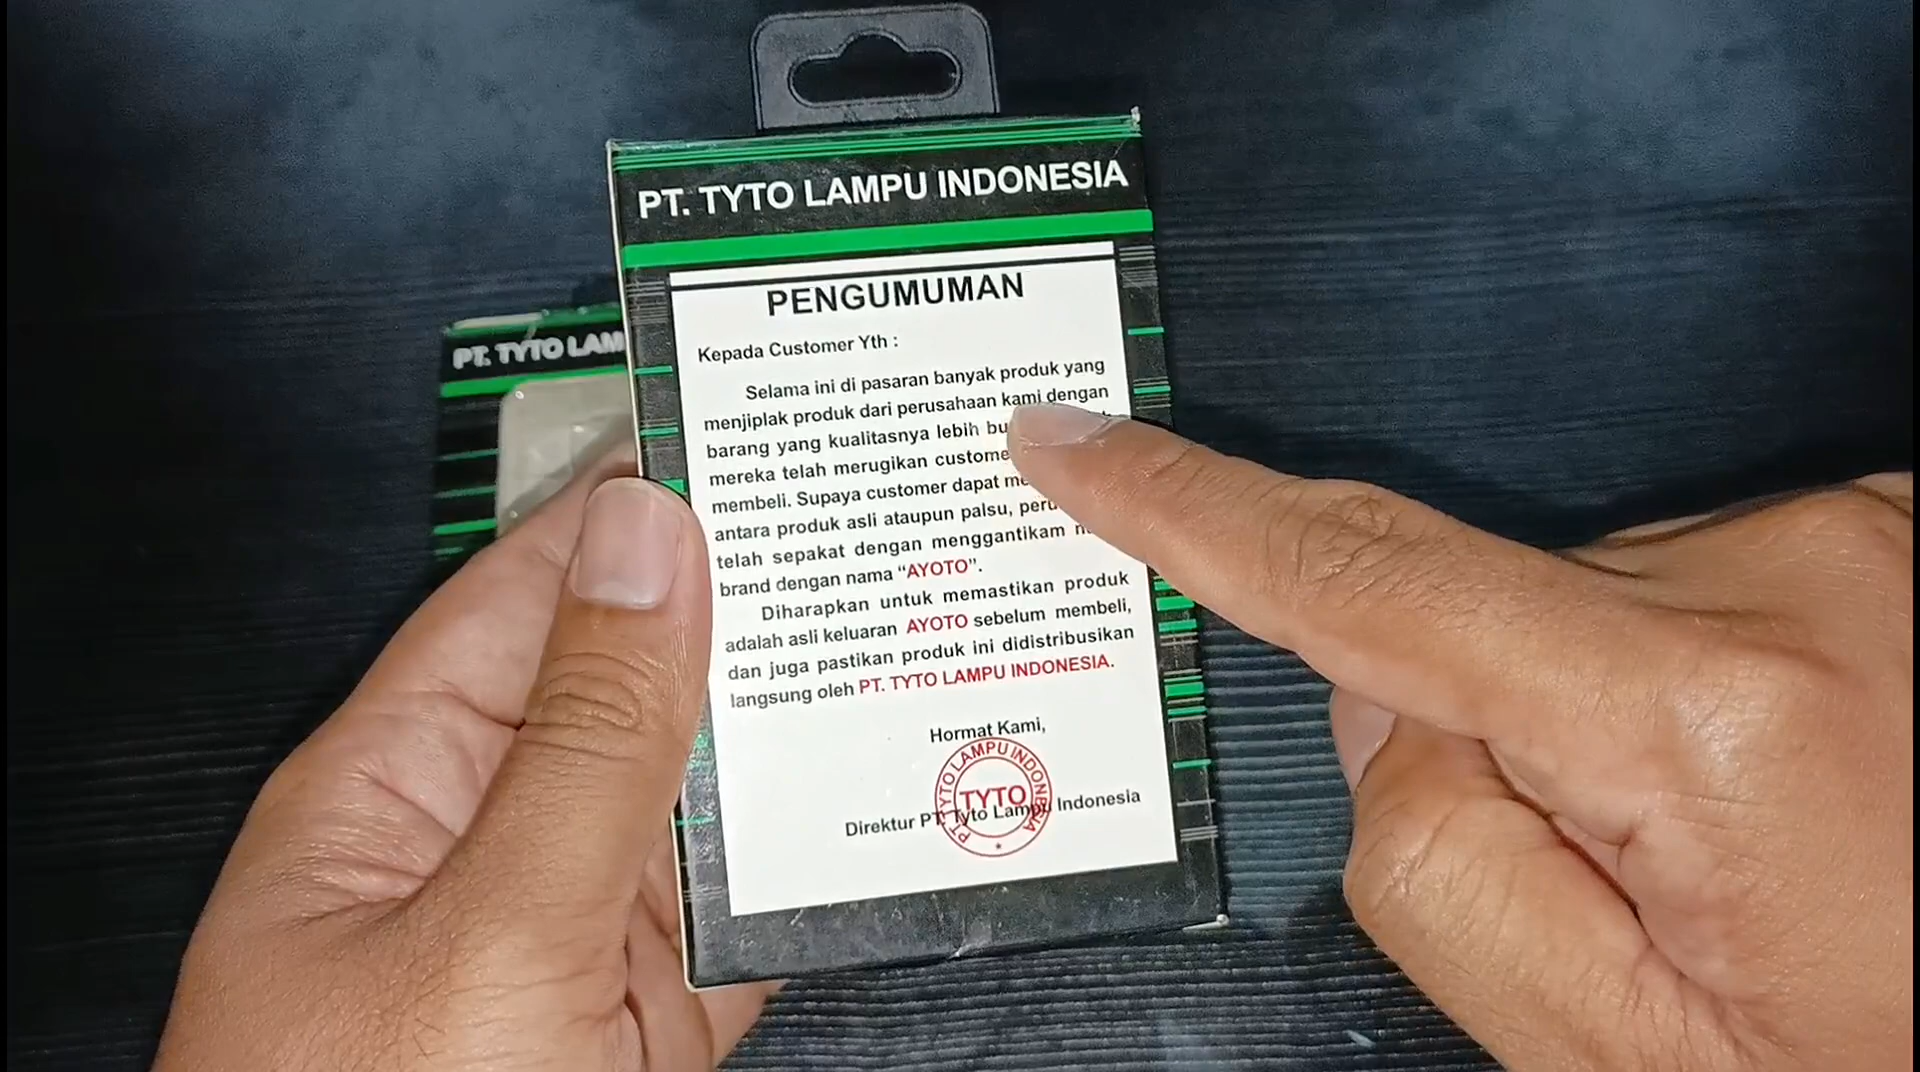 PT. TYTO LAMPU INDONESIA
PENGUMUMAN
Kepada Customer Yth :
Selama ini di pasaran banyak produk yang
menjiplak produk dari perusahaan kami dengan
barang yang kualitasnya lebih
mereka telah merugikan
membeli. Supaya customer dapat
antara produk asli ataupun palsu,
telah sepakat dengan menggantikam
brand dengan nama “AYOTO”.
Diharapkan untuk memastikan produk
adalah asli keluaran AYOTO sebelum membeli,
dan juga pastikan produk ini didistribusikan
langsung oleh PT. TYTO LAMPU INDONESIA.
Hormat Kami,
PT. TYTO LAMPU INDONESIA
TYTO
Direktur PT. Tyto Lampu Indonesia
PT. TYTO LAM